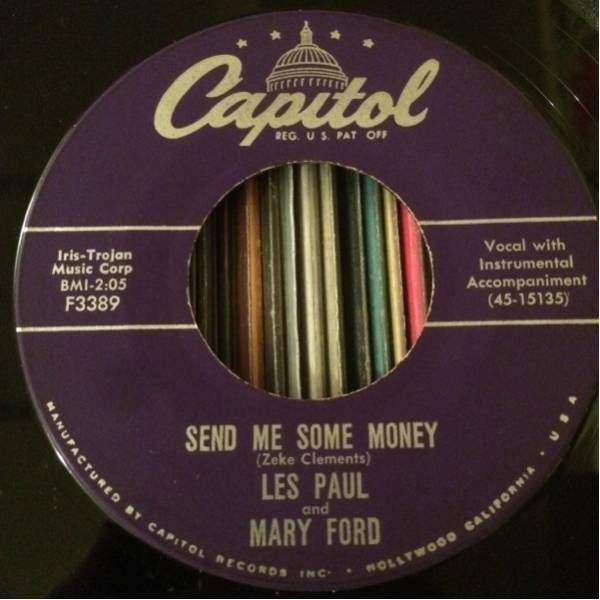 Capitol
REG. U.S. PAT OFF
Iris-Trojan
Music Corp
BMI-2:05
F3389
Vocal with
Instrumental
Accompaniment
(45-15135)
SEND ME SOME MONEY
(Zeke Clements)
LES PAUL
and
MARY FORD
MANUFACTURED BY CAPITOL RECORDS INC. • HOLLYWOOD CALIFORNIA • USA